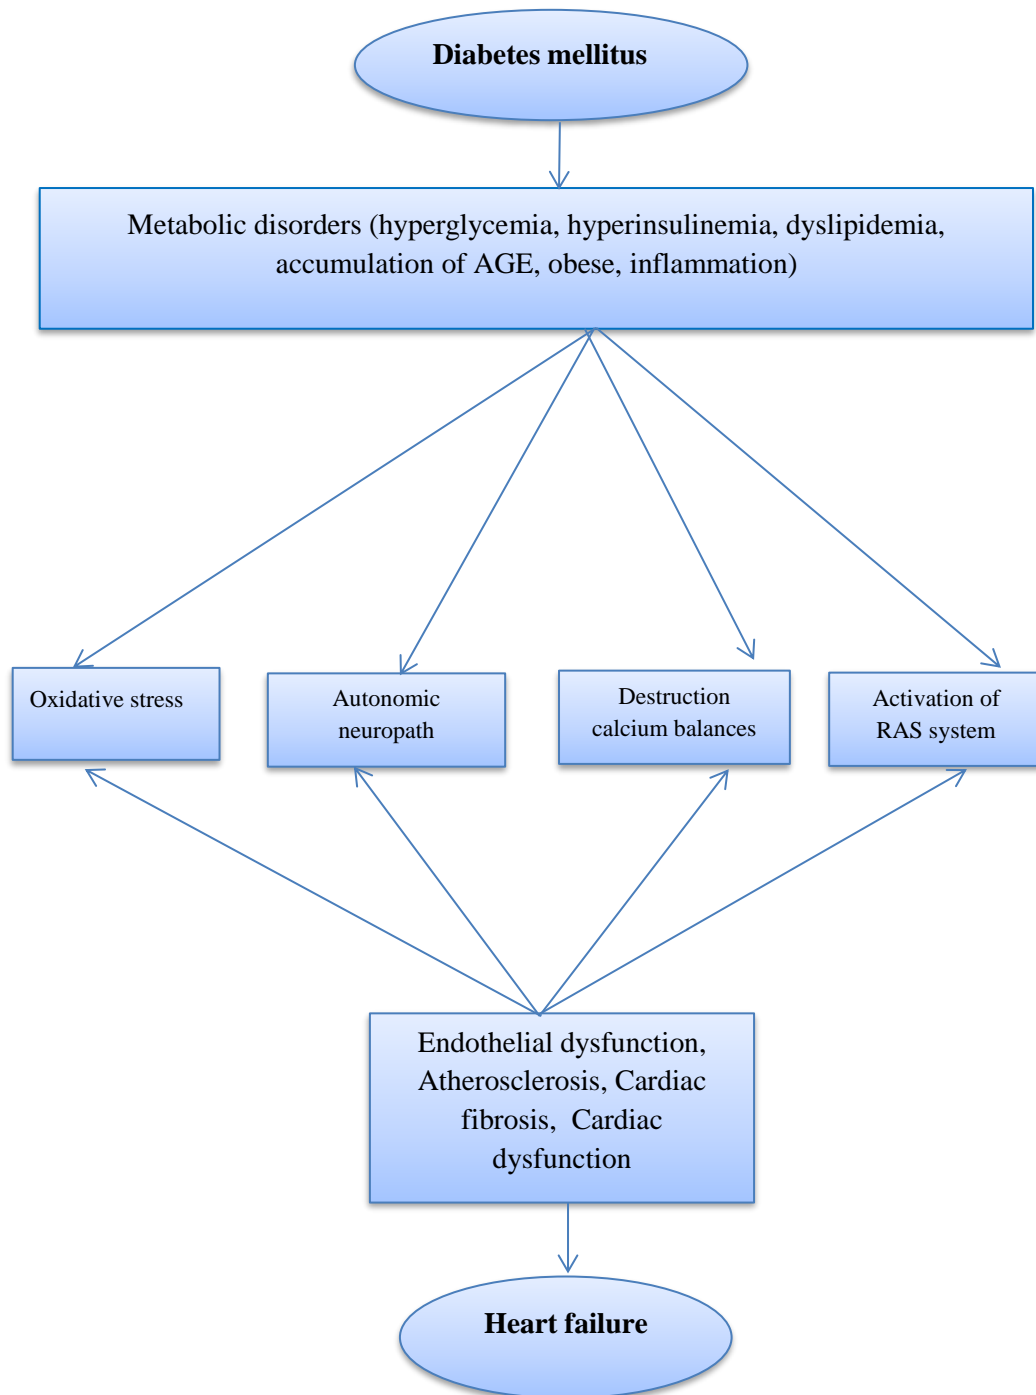 Diabetes mellitus
Metabolic disorders (hyperglycemia, hyperinsulinemia, dyslipidemia,
accumulation of AGE, obese, inflammation)
Oxidative stress
Autonomic
neuropath
Destruction
calcium balances
Activation of
RAS system
Endothelial dysfunction,
Atherosclerosis, Cardiac
fibrosis,  Cardiac
dysfunction
Heart failure